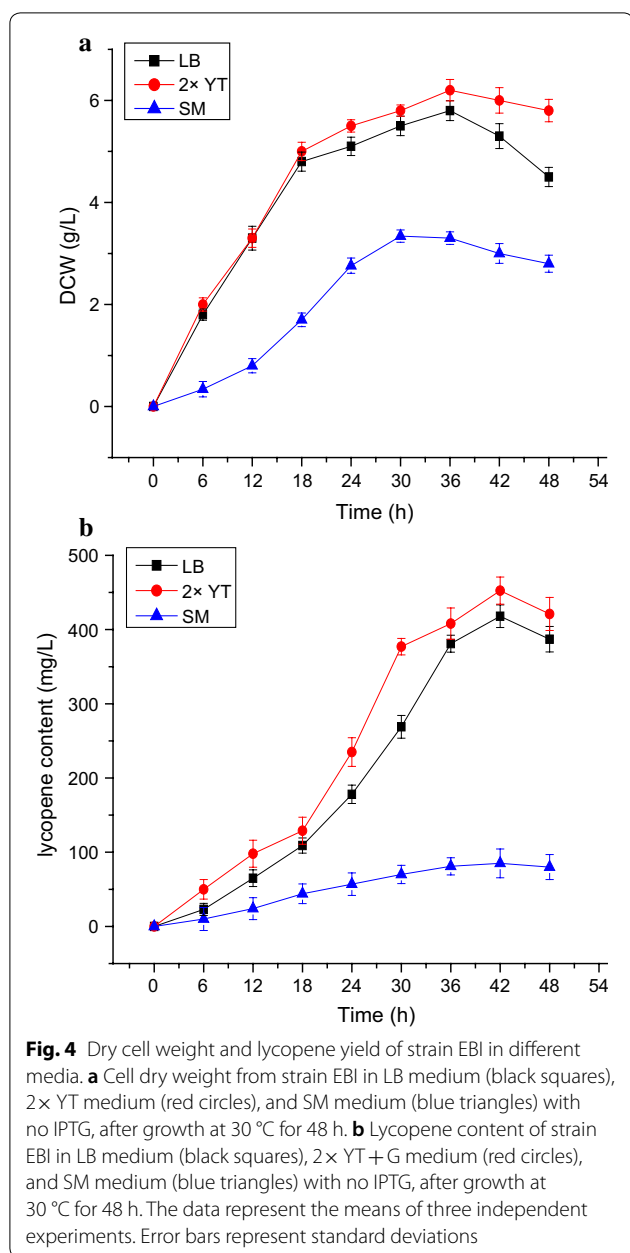 a
LB
2× YT
SM
6
4
2
0
DCW (g/L)
0 6 12 18 24 30 36 42 48 54
Time (h)
b
LB
2× YT
SM
500
400
300
200
100
0
lycopene content (mg/L)
0 6 12 18 24 30 36 42 48 54
Time (h)
Fig. 4 Dry cell weight and lycopene yield of strain EBI in different
media. a Cell dry weight from strain EBI in LB medium (black squares),
2× YT medium (red circles), and SM medium (blue triangles) with
no IPTG, after growth at 30 °C for 48 h. b Lycopene content of strain
EBI in LB medium (black squares), 2× YT + G medium (red circles),
and SM medium (blue triangles) with no IPTG, after growth at
30 °C for 48 h. The data represent the means of three independent
experiments. Error bars represent standard deviations